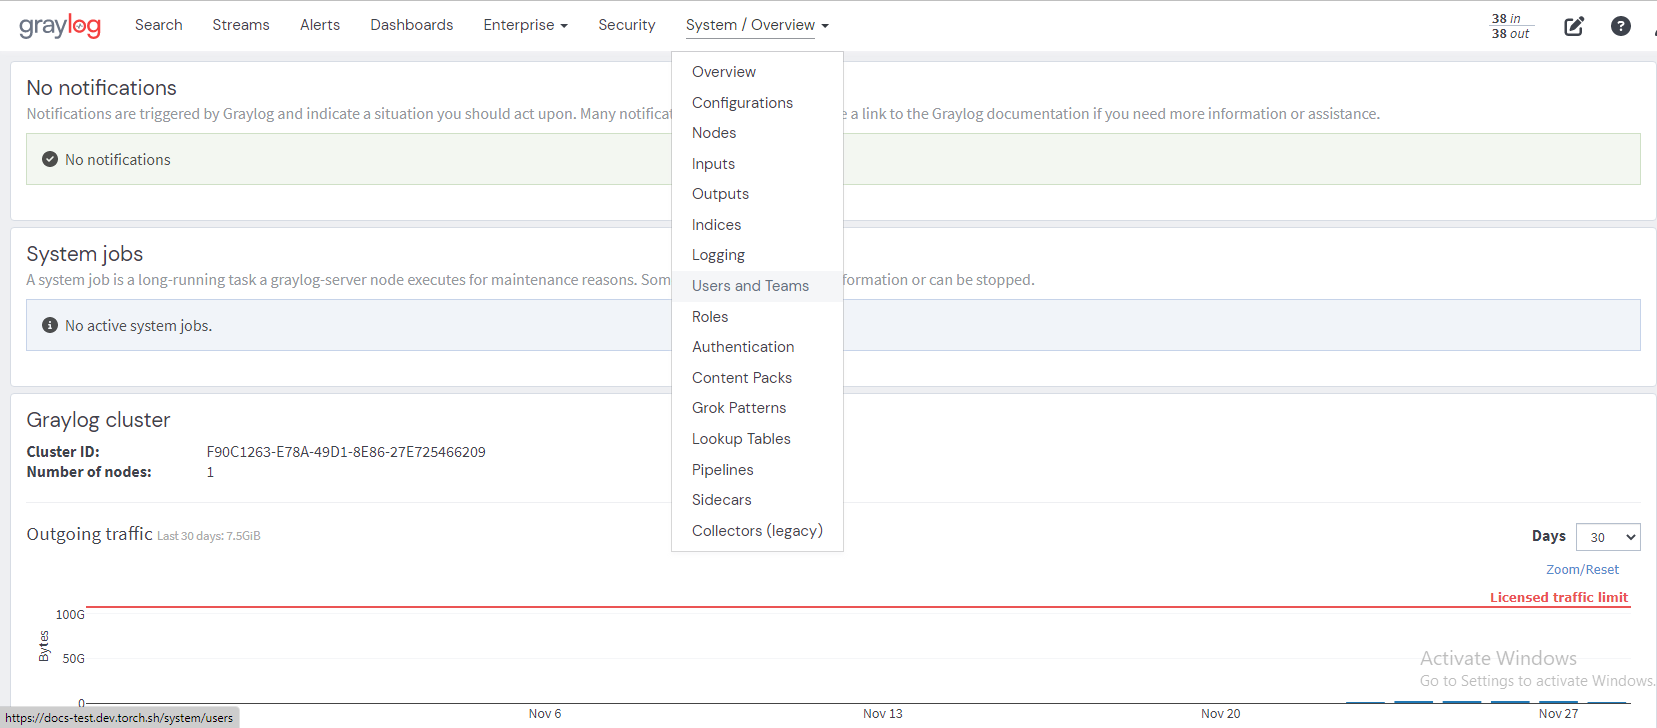 graylog Search Streams Alerts Dashboards Enterprise Security System / Overview 38 in
38 out
Overview
Configurations
Nodes
Inputs
Outputs
Indices
Logging
Users and Teams
Roles
Authentication
Content Packs
Grok Patterns
Lookup Tables
Pipelines
Sidecars
Collectors (legacy)
No notifications
Notifications are triggered by Graylog and indicate a situation you should act upon. Many notificat e a link to the Graylog documentation if you need more information or assistance.
No notifications
System jobs
A system job is a long-running task a graylog-server node executes for maintenance reasons. Som formation or can be stopped.
No active system jobs.
Graylog cluster
Cluster ID: F90C1263-E78A-49D1-8E86-27E725466209
Number of nodes: 1
Outgoing traffic Last 30 days: 7.5GiB
Days 30
Zoom/Reset
Licensed traffic limit
100G
50G
0
Bytes
Nov 6 Nov 13 Nov 20 Nov 27
Activate Windows
Go to Settings to activate Windows.
https://docs-test.dev.torch.sh/system/users